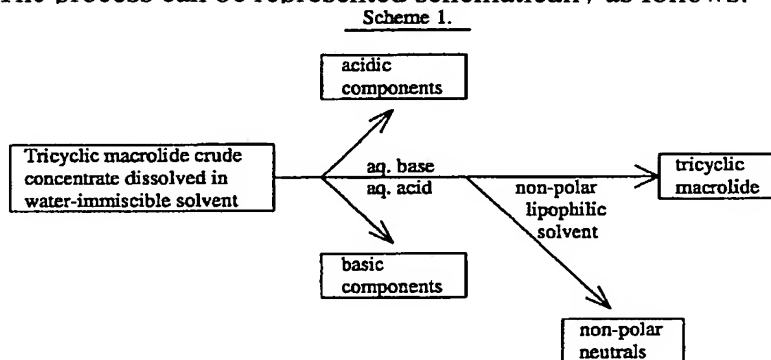 The process can be represented schematically as follows:
Scheme 1.
acidic
components
Tricyclic macrolide crude
concentrate dissolved in
water-immiscible solvent
aq. base
aq. acid
non-polar
lipophilic
solvent
tricyclic
macrolide
basic
components
non-polar
neutrals